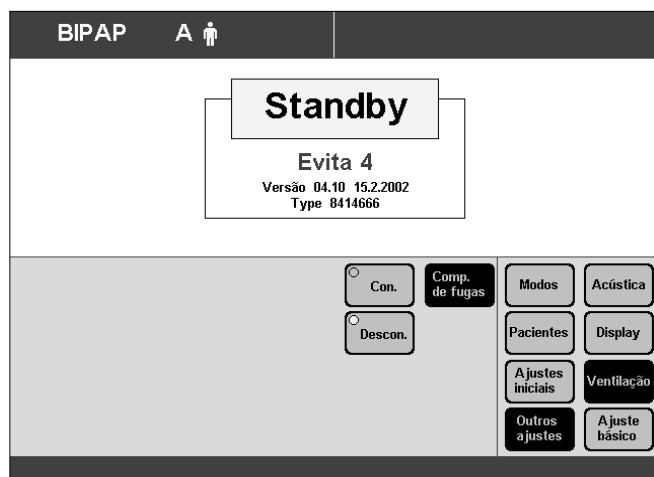 BIPAP A
Standby
Evita 4
Versão 04.10 15.2.2002
Type 8414666
Con.
Comp.
de fugas
Modos
Acústica
Descon.
Pacientes
Display
Ajustes
iniciais
Ventilação
Outros
ajustes
Ajuste
básico